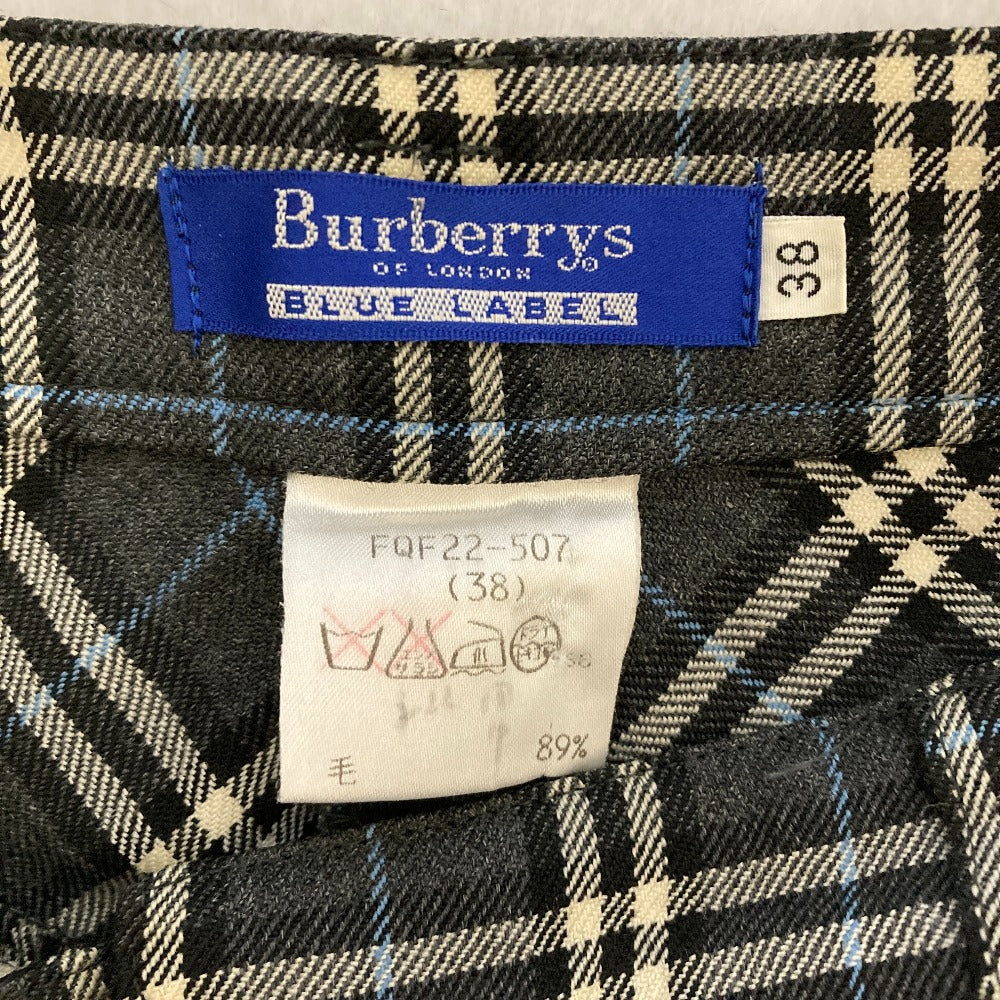 Burberrys
OF LONDON
BLUE LABEL
38
FQF22-507
(38)
毛 89%